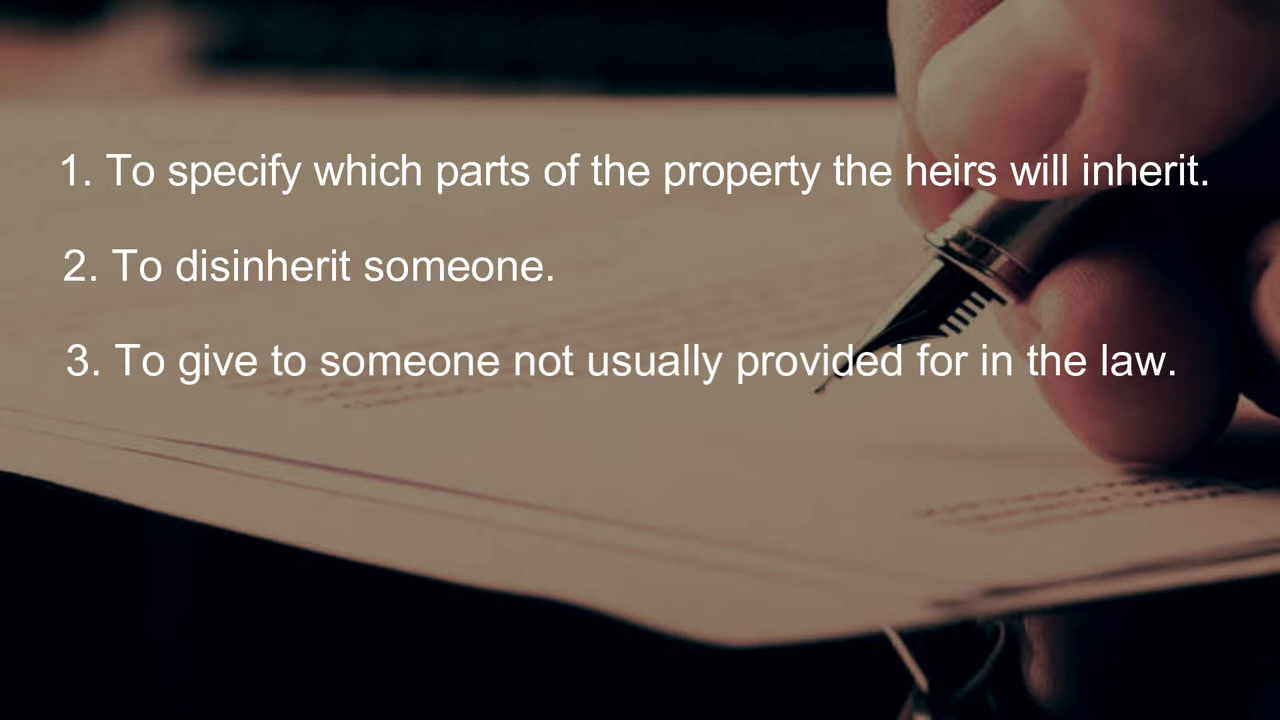 1. To specify which parts of the property the heirs will inherit.
2. To disinherit someone.
3. To give to someone not usually provided for in the law.